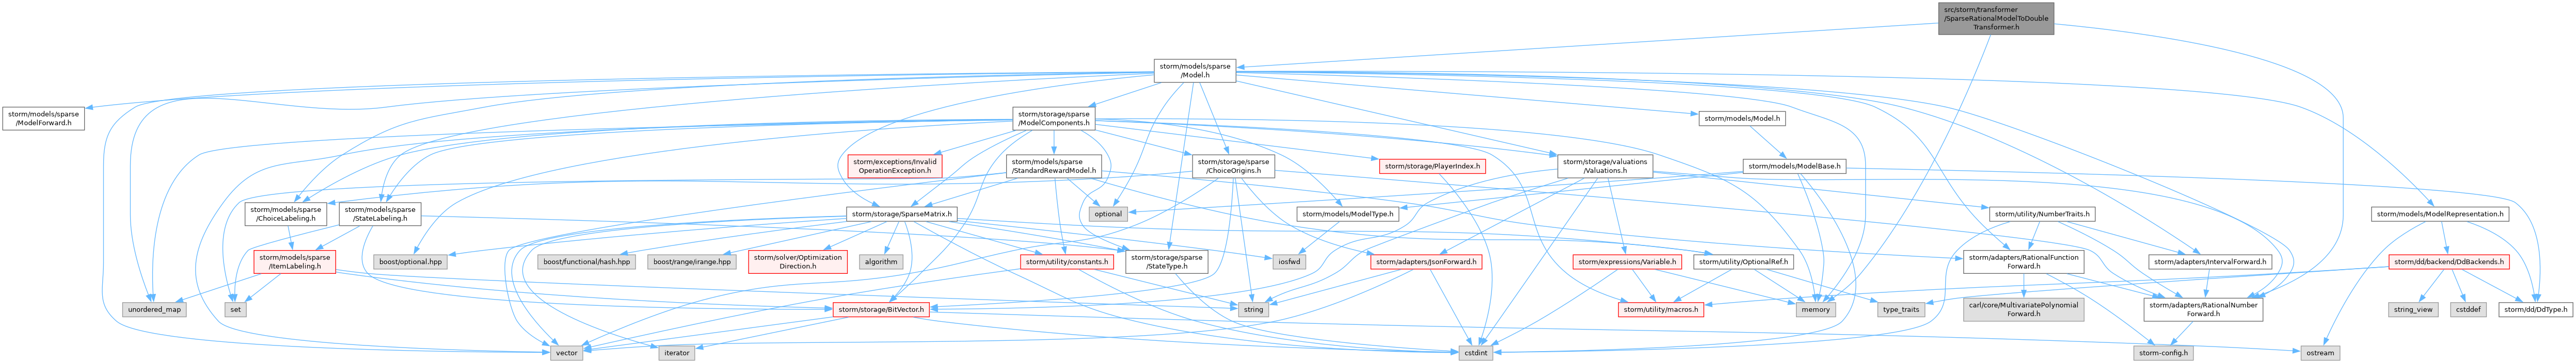 src/storm/transformer
/SparseRationalModelToDouble
Transformer.h
storm/models/sparse
/Model.h
storm/models/sparse
/ModelForward.h
storm/storage/sparse
/ModelComponents.h
storm/models/Model.h
storm/exceptions/Invalid
OperationException.h
storm/models/sparse
/StandardRewardModel.h
storm/storage/sparse
/ChoiceOrigins.h
storm/storage/PlayerIndex.h
storm/storage/valuations
/Valuations.h
storm/models/ModelBase.h
storm/models/sparse
/ChoiceLabeling.h
storm/models/sparse
/StateLabeling.h
storm/storage/SparseMatrix.h
optional
storm/models/ModelType.h
storm/utility/NumberTraits.h
storm/models/ModelRepresentation.h
storm/models/sparse
/ItemLabeling.h
boost/optional.hpp
boost/functional/hash.hpp
boost/range/irange.hpp
storm/solver/Optimization
Direction.h
algorithm
storm/utility/constants.h
storm/storage/sparse
/StateType.h
iosfwd
storm/adapters/JsonForward.h
storm/expressions/Variable.h
storm/utility/OptionalRef.h
storm/adapters/RationalFunction
Forward.h
storm/adapters/IntervalForward.h
storm/dd/backend/DdBackends.h
unordered_map
set
storm/storage/BitVector.h
string
storm/utility/macros.h
memory
type_traits
carl/core/MultivariatePolynomial
Forward.h
storm/adapters/RationalNumber
Forward.h
string_view
cstddef
storm/dd/DdType.h
vector
iterator
cstdint
storm-config.h
ostream